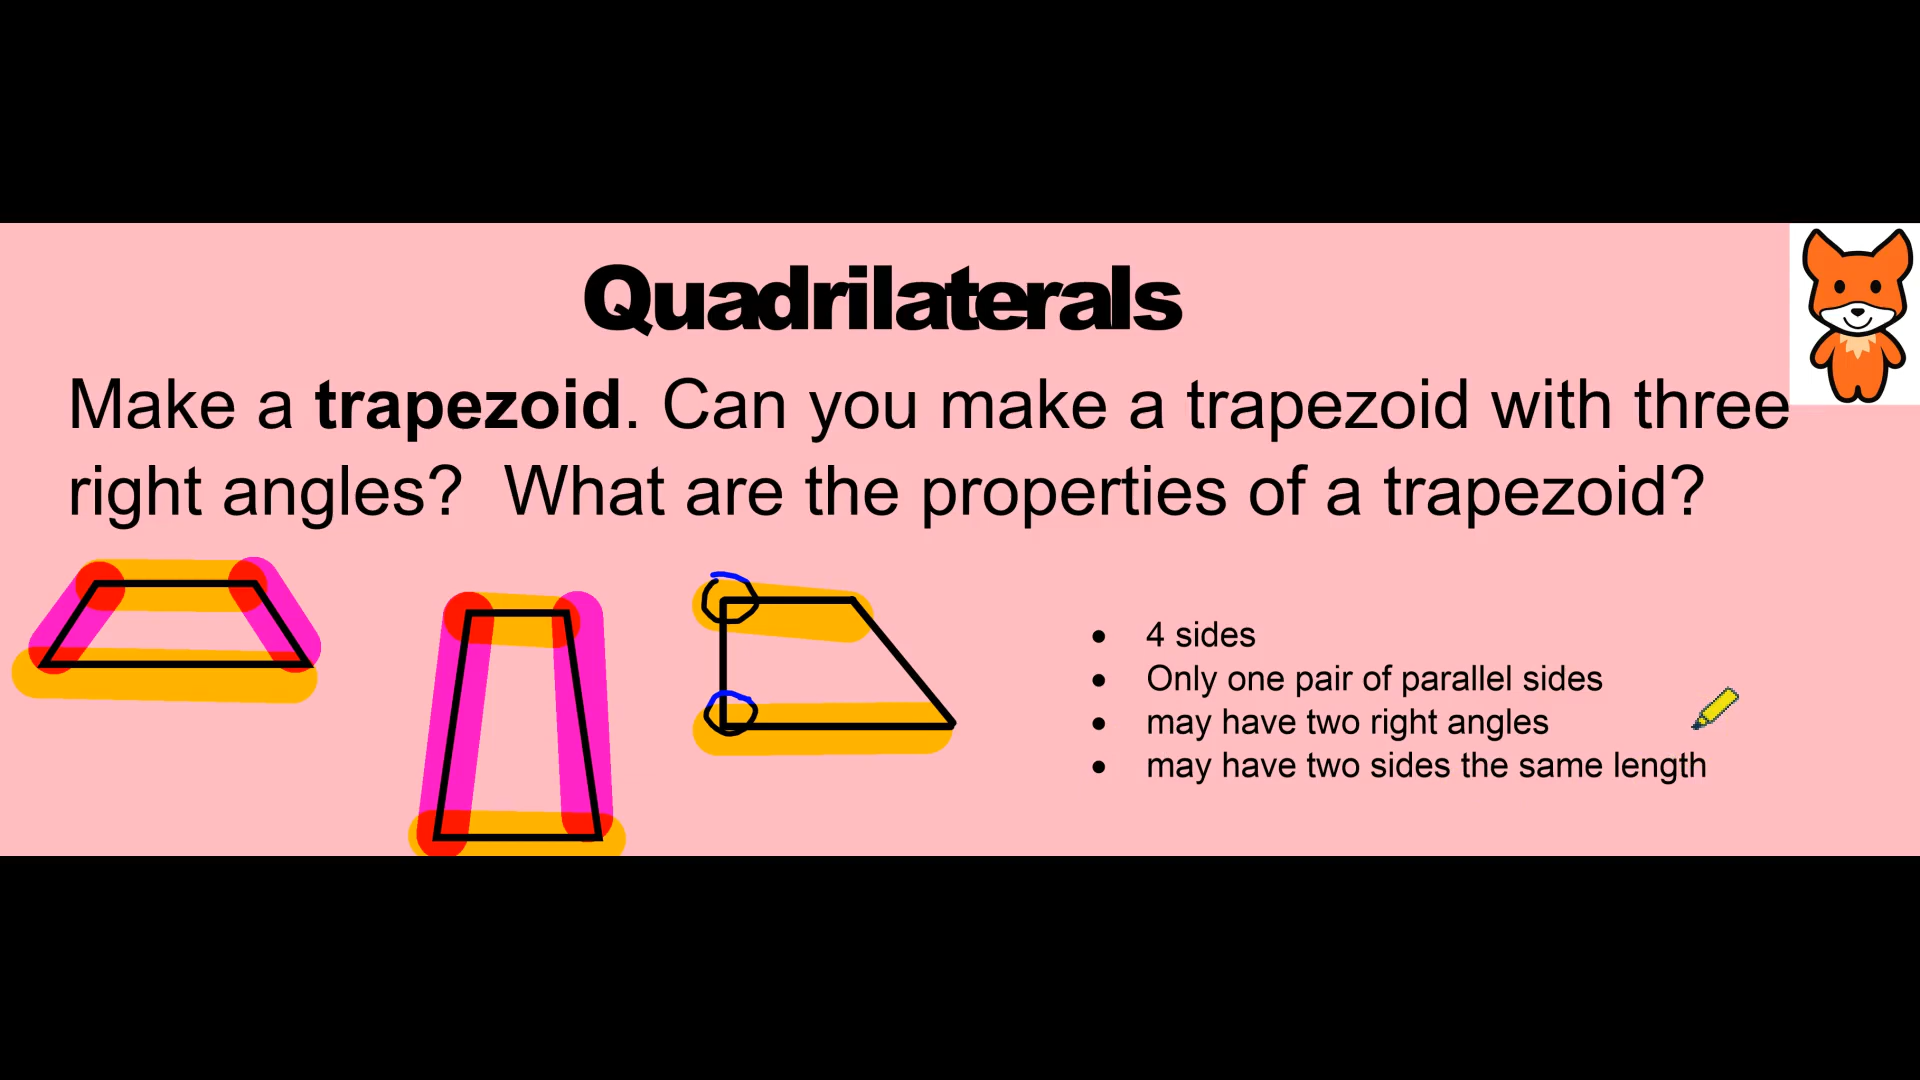 Quadrilaterals
Make a trapezoid. Can you make a trapezoid with three
right angles? What are the properties of a trapezoid?
4 sides
Only one pair of parallel sides
may have two right angles
may have two sides the same length